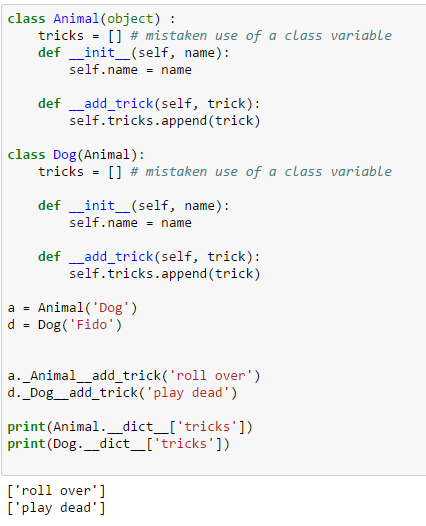 class Animal(object) :
    tricks = [] # mistaken use of a class variable
    def __init__(self, name):
        self.name = name

    def __add_trick(self, trick):
        self.tricks.append(trick)

class Dog(Animal):
    tricks = [] # mistaken use of a class variable

    def __init__(self, name):
        self.name = name

    def __add_trick(self, trick):
        self.tricks.append(trick)

a = Animal('Dog')
d = Dog('Fido')


a._Animal__add_trick('roll over')
d._Dog__add_trick('play dead')

print(Animal.__dict__['tricks'])
print(Dog.__dict__['tricks'])

['roll over']
['play dead']